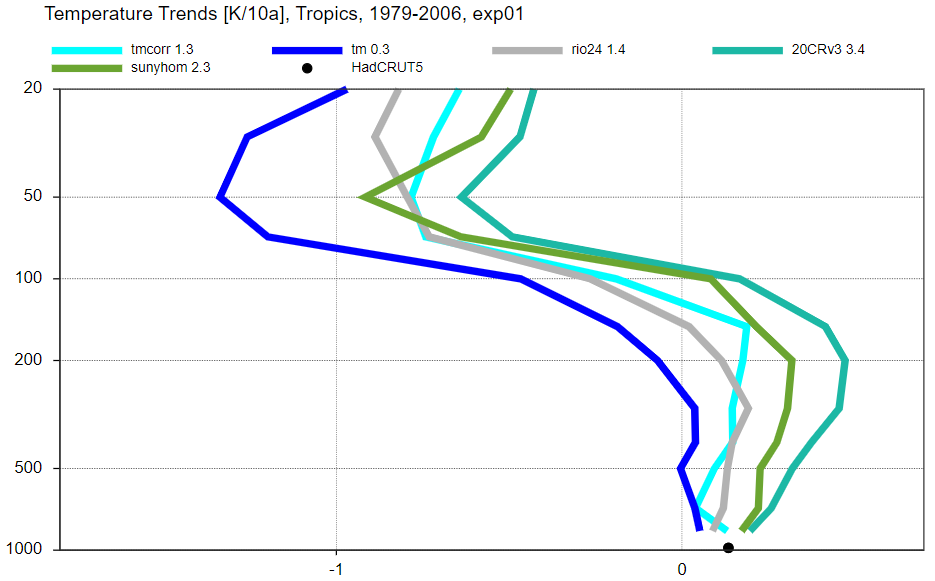 Temperature Trends [K/10a], Tropics, 1979-2006, exp01
tmcorr 1.3 tm 0.3 rio24 1.4 20CRv3 3.4
sunyhom 2.3 HadCRUT5
20
50
100
200
500
1000
-1 0